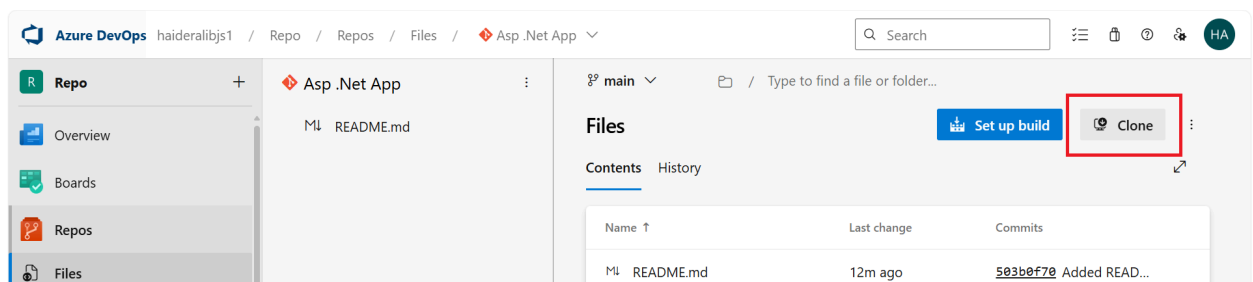 Azure DevOps haideralibjs1 / Repo / Repos / Files / Asp .Net App
Search
HA
R Repo +
Asp .Net App
main
/ Type to find a file or folder...
README.md
Files
Set up build
Clone
Overview
Contents History
Boards
Repos
Name ↑ Last change Commits
Files
README.md 12m ago 503b0f70 Added READ...